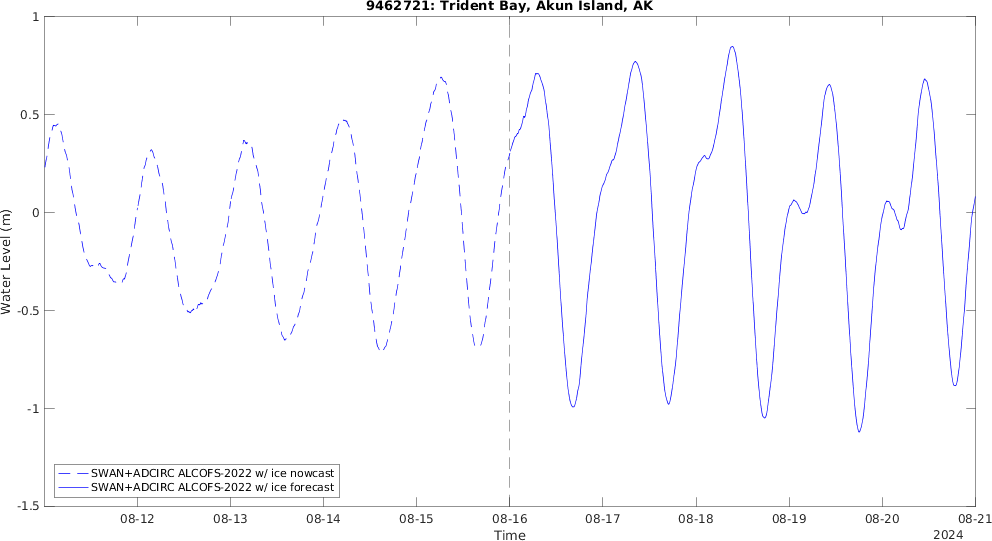 9462721: Trident Bay, Akun Island, AK
1
0.5
0
-0.5
-1
-1.5
Water Level (m)
SWAN+ADCIRC ALCOFS-2022 w/ ice nowcast
SWAN+ADCIRC ALCOFS-2022 w/ ice forecast
08-12 08-13 08-14 08-15 08-16 08-17 08-18 08-19 08-20 08-21
Time
2024